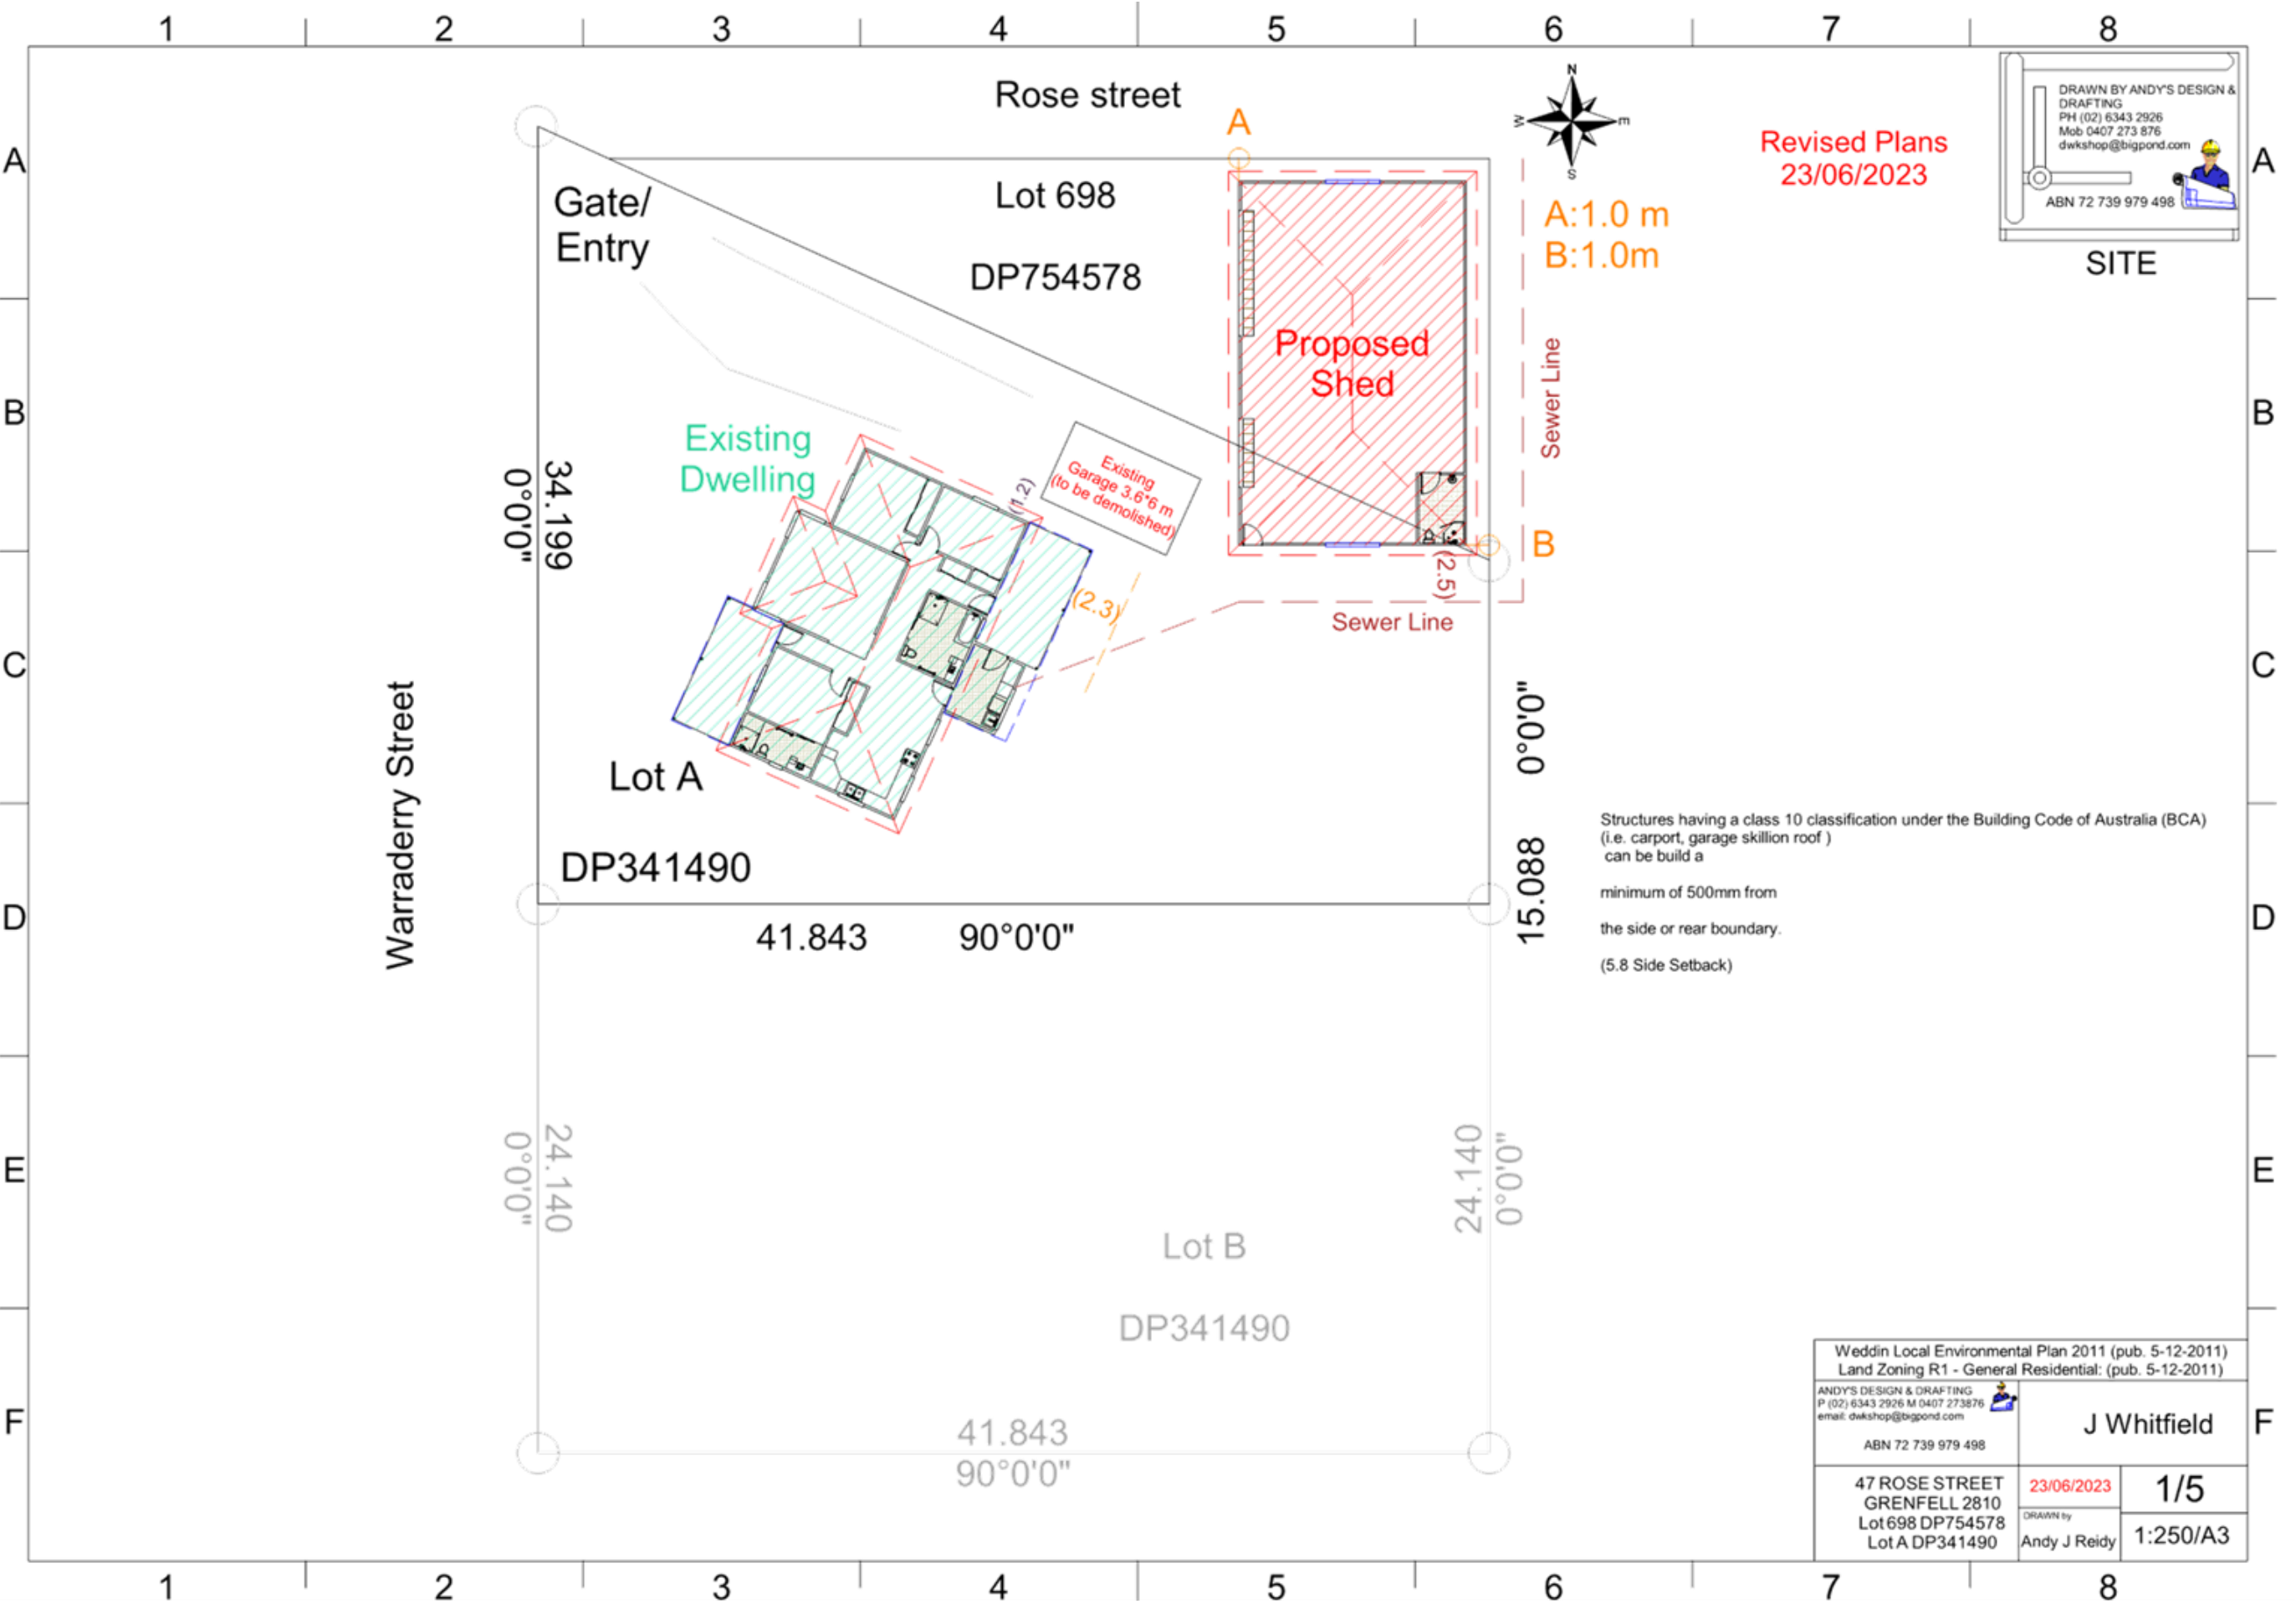 1 2 3 4 5 6 7 8
A
B
C
D
E
F
Rose street
A
N
W
E
S
Revised Plans
23/06/2023
DRAWN BY ANDY'S DESIGN &
DRAFTING
PH (02) 6343 2926
Mob 0407 273 876
dwkshop@bigpond.com
ABN 72 739 979 498
SITE
A:1.0 m
B:1.0m
Gate/
Entry
Lot 698
DP754578
Proposed
Shed
Sewer Line
B
(2.5)
Sewer Line
Existing
Dwelling
(1.2)
Existing
Garage 3.6*6 m
(to be demolished)
(2.3)
34.199
0°0'0"
Warraderry Street
Lot A
DP341490
41.843 90°0'0"
15.088 0°0'0"
Structures having a class 10 classification under the Building Code of Australia (BCA)
(i.e. carport, garage skillion roof )
can be build a
minimum of 500mm from
the side or rear boundary.
(5.8 Side Setback)
24.140
0°0'0"
24.140
0°0'0"
Lot B
DP341490
41.843
90°0'0"
Weddin Local Environmental Plan 2011 (pub. 5-12-2011)
Land Zoning R1 - General Residential: (pub. 5-12-2011)
ANDY'S DESIGN & DRAFTING
P (02) 6343 2926 M 0407 273876
email: dwkshop@bigpond.com
ABN 72 739 979 498
J Whitfield
47 ROSE STREET
GRENFELL 2810
Lot 698 DP754578
Lot A DP341490
23/06/2023
1/5
DRAWN by
Andy J Reidy
1:250/A3
A
B
C
D
E
F
1 2 3 4 5 6 7 8